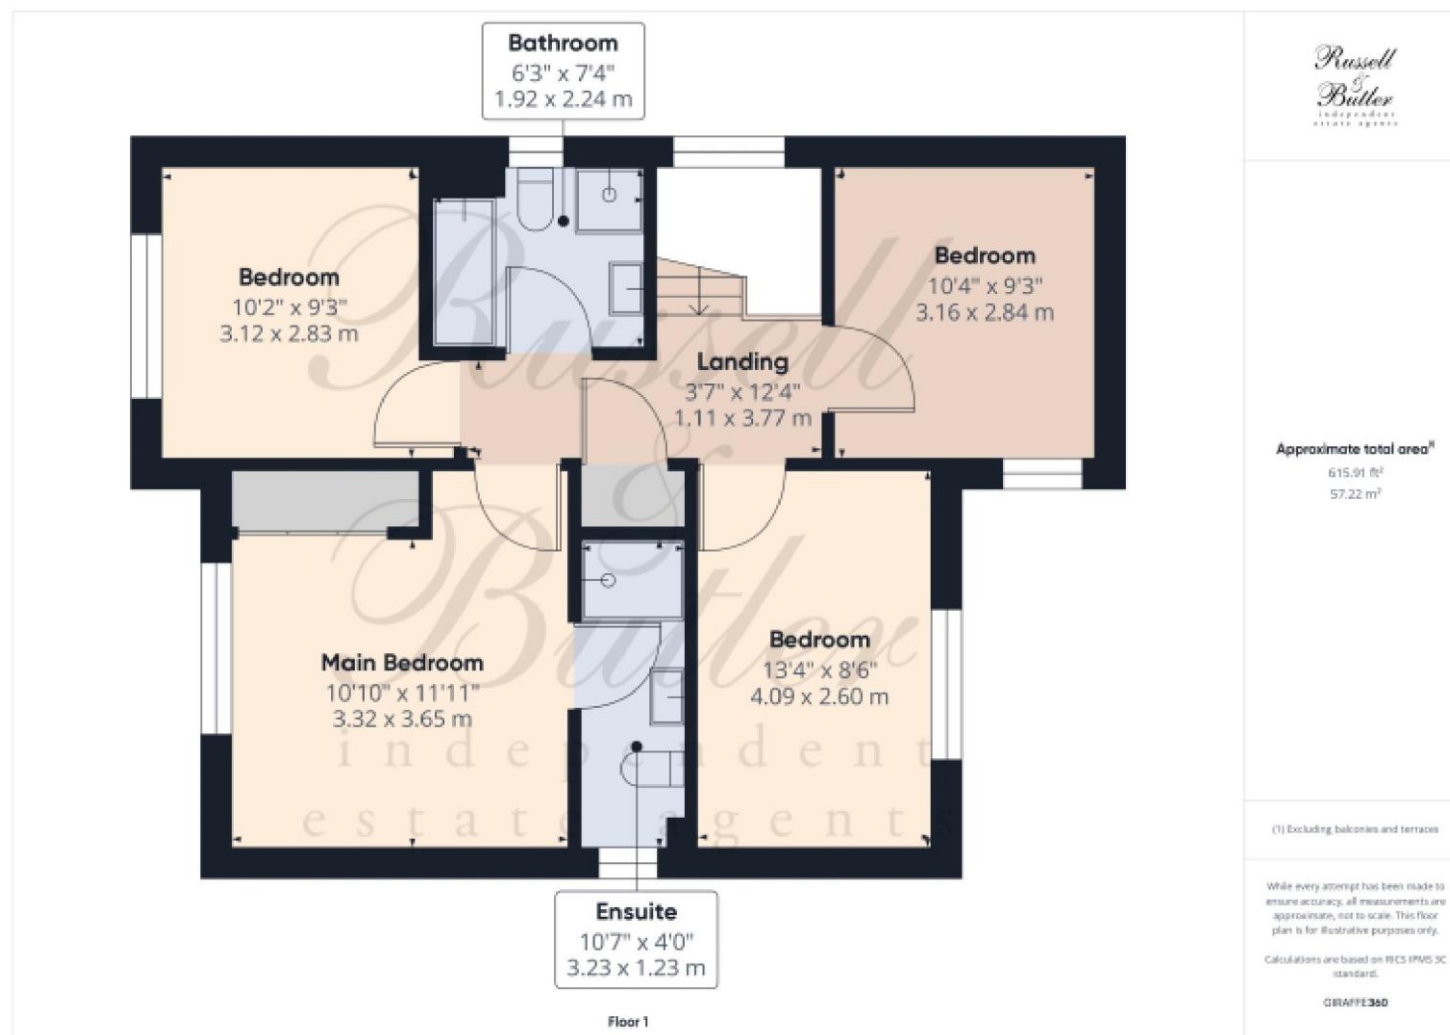 Bathroom
6'3" x 7'4"
1.92 x 2.24 m
Bedroom
10'2" x 9'3"
3.12 x 2.83 m
Bedroom
10'4" x 9'3"
3.16 x 2.84 m
Landing
3'7" x 12'4"
1.11 x 3.77 m
Main Bedroom
10'10" x 11'11"
3.32 x 3.65 m
Bedroom
13'4" x 8'6"
4.09 x 2.60 m
Ensuite
10'7" x 4'0"
3.23 x 1.23 m
Floor 1
Russell
&
Butler
independent
estate agents
Russell
&
Butler
independent
estate agents
Approximate total area⁽¹⁾
615.91 ft²
57.22 m²
(1) Excluding balconies and terraces
While every attempt has been made to
ensure accuracy, all measurements are
approximate, not to scale. This floor
plan is for illustrative purposes only.
Calculations are based on RICS IPMS 3C
standard.
GIRAFFE360